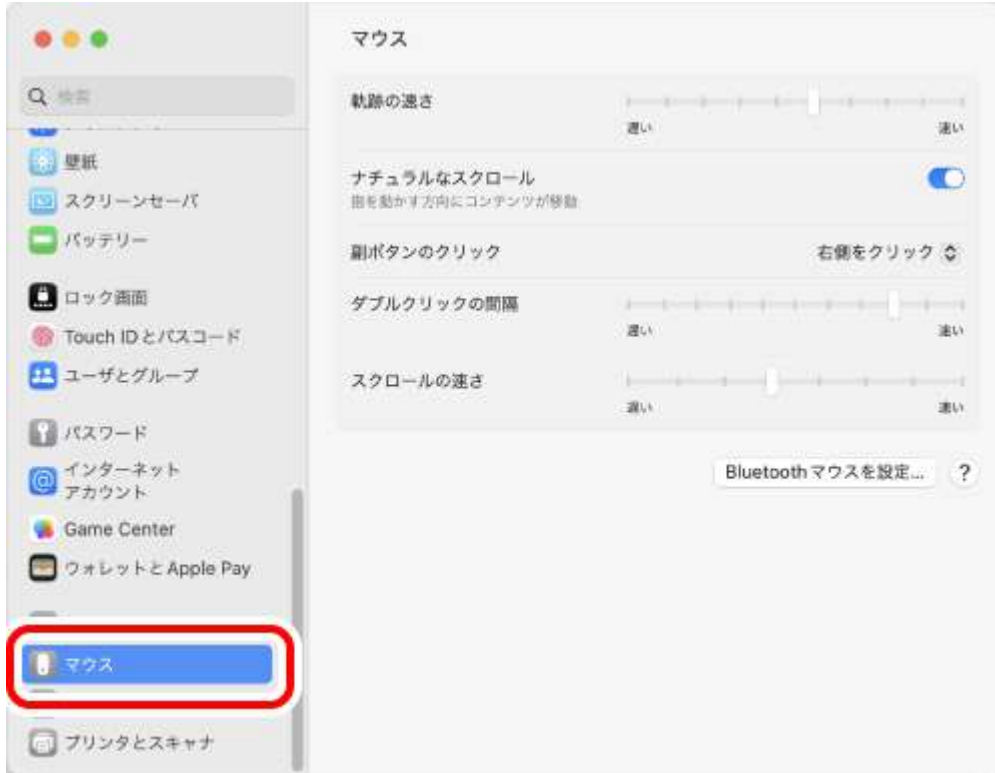 マウス
検索
壁紙
スクリーンセーバ
バッテリー
ロック画面
Touch IDとパスコード
ユーザとグループ
パスワード
インターネット
アカウント
Game Center
ウォレットとApple Pay
マウス
プリンタとスキャナ
軌跡の速さ
遅い 速い
ナチュラルなスクロール
指を動かす方向にコンテンツが移動
副ボタンのクリック 右側をクリック
ダブルクリックの間隔
遅い 速い
スクロールの速さ
遅い 速い
Bluetoothマウスを設定... ?